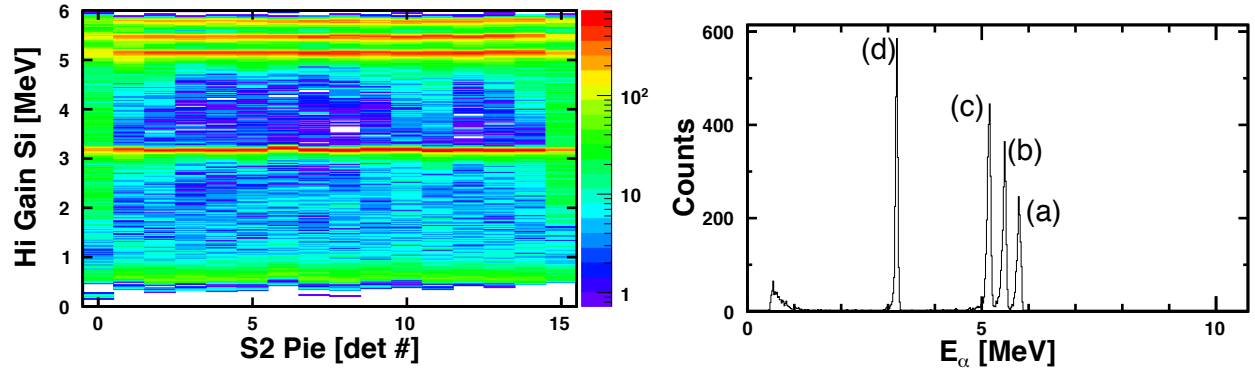 Hi Gain Si [MeV]
6
5
4
3
2
1
0
0 5 10 15
S2 Pie [det #]
10²
10
1
Counts
600
400
200
0
0 5 10
E_α [MeV]
(d)
(c)
(b)
(a)